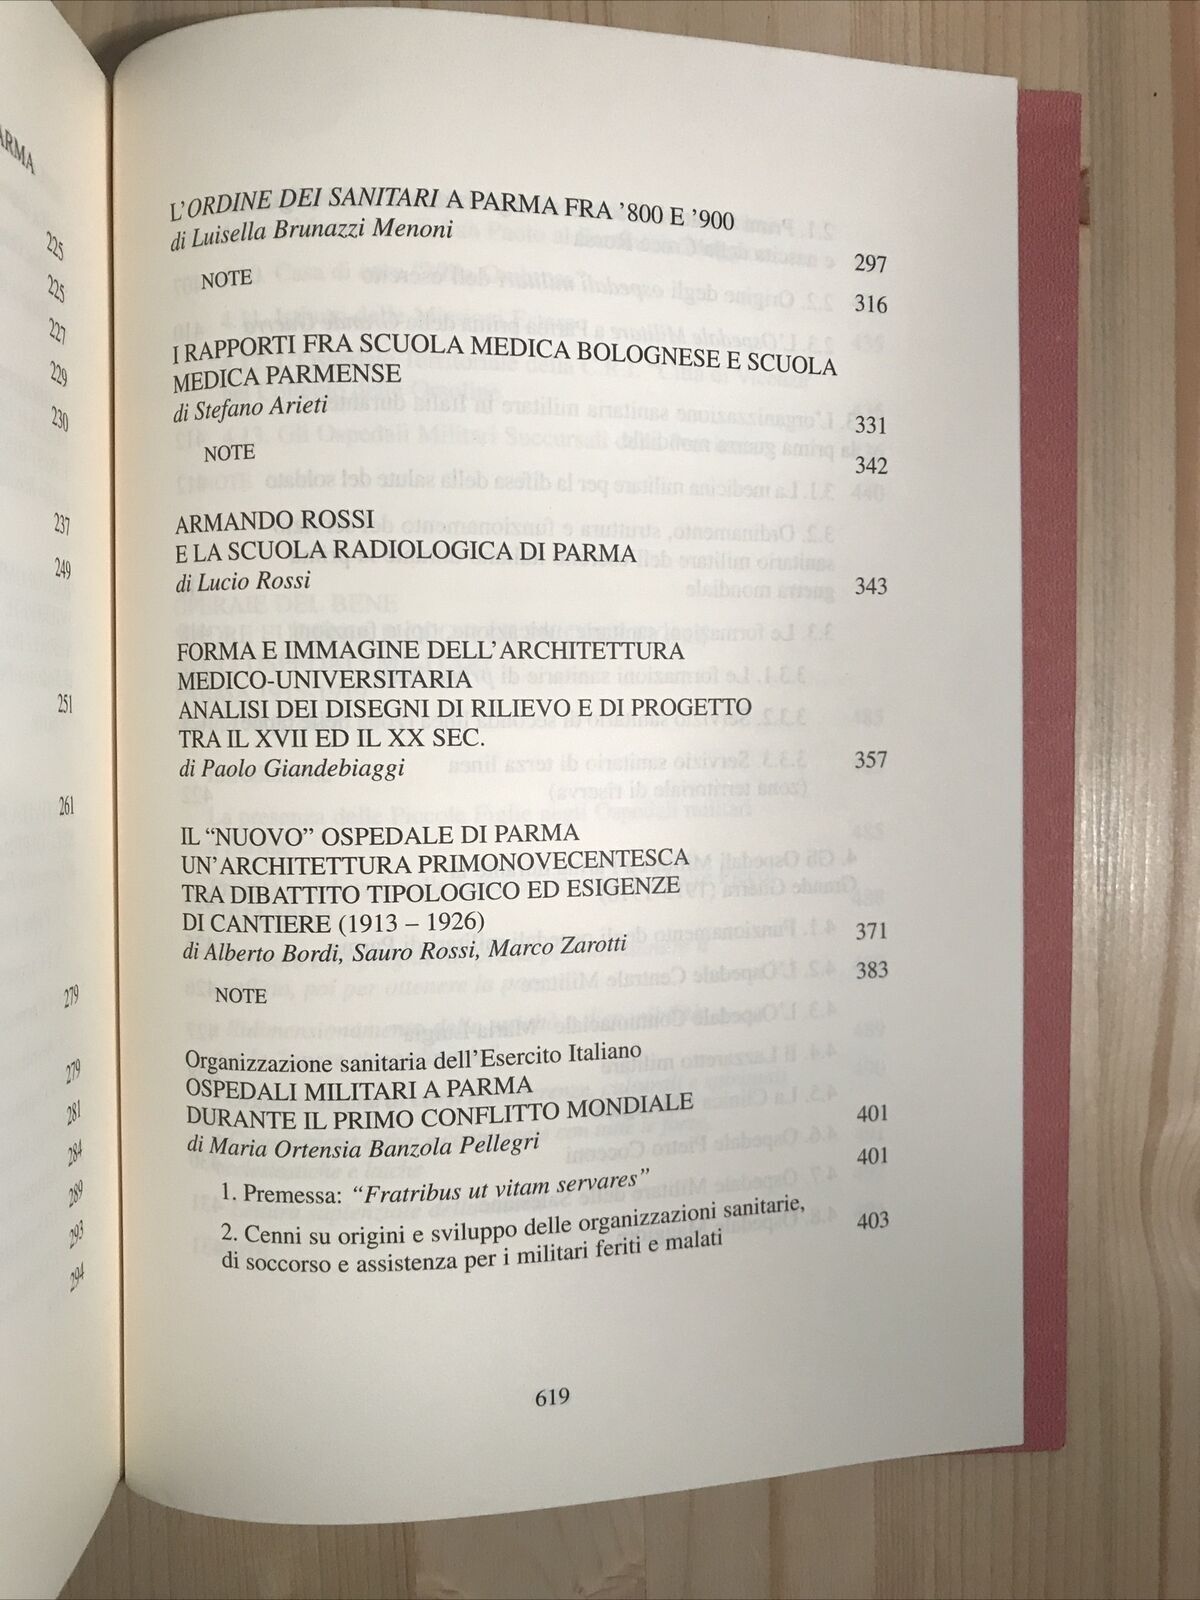 ARMA
225
225
227
229
230
237
249
251
261
279
279
281
284
289
293
294
L'ORDINE DEI SANITARI A PARMA FRA '800 E '900
di Luisella Brunazzi Menoni 297
NOTE 316
I RAPPORTI FRA SCUOLA MEDICA BOLOGNESE E SCUOLA
MEDICA PARMENSE
di Stefano Arieti 331
NOTE 342
ARMANDO ROSSI
E LA SCUOLA RADIOLOGICA DI PARMA
di Lucio Rossi 343
FORMA E IMMAGINE DELL'ARCHITETTURA
MEDICO-UNIVERSITARIA
ANALISI DEI DISEGNI DI RILIEVO E DI PROGETTO
TRA IL XVII ED IL XX SEC.
di Paolo Giandebiaggi 357
IL “NUOVO” OSPEDALE DI PARMA
UN'ARCHITETTURA PRIMONOVECENTESCA
TRA DIBATTITO TIPOLOGICO ED ESIGENZE
DI CANTIERE (1913 – 1926)
di Alberto Bordi, Sauro Rossi, Marco Zarotti 371
NOTE 383
Organizzazione sanitaria dell'Esercito Italiano
OSPEDALI MILITARI A PARMA
DURANTE IL PRIMO CONFLITTO MONDIALE
di Maria Ortensia Banzola Pellegri 401
1. Premessa: “Fratribus ut vitam servares” 401
2. Cenni su origini e sviluppo delle organizzazioni sanitarie,
di soccorso e assistenza per i militari feriti e malati 403
619